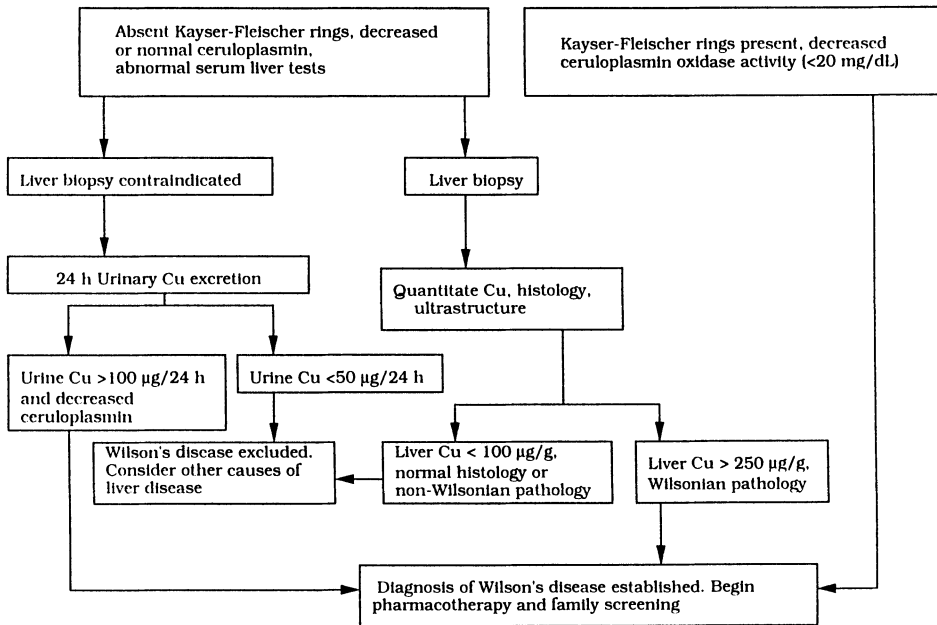 Absent Kayser-Fleischer rings, decreased
or normal ceruloplasmin,
abnormal serum liver tests
Kayser-Fleischer rings present, decreased
ceruloplasmin oxidase activity (<20 mg/dL)
Liver biopsy contraindicated
Liver biopsy
24 h Urinary Cu excretion
Quantitate Cu, histology,
ultrastructure
Urine Cu >100 µg/24 h
and decreased
ceruloplasmin
Urine Cu <50 µg/24 h
Wilson's disease excluded.
Consider other causes of
liver disease
Liver Cu < 100 µg/g,
normal histology or
non-Wilsonian pathology
Liver Cu > 250 µg/g,
Wilsonian pathology
Diagnosis of Wilson's disease established. Begin
pharmacotherapy and family screening